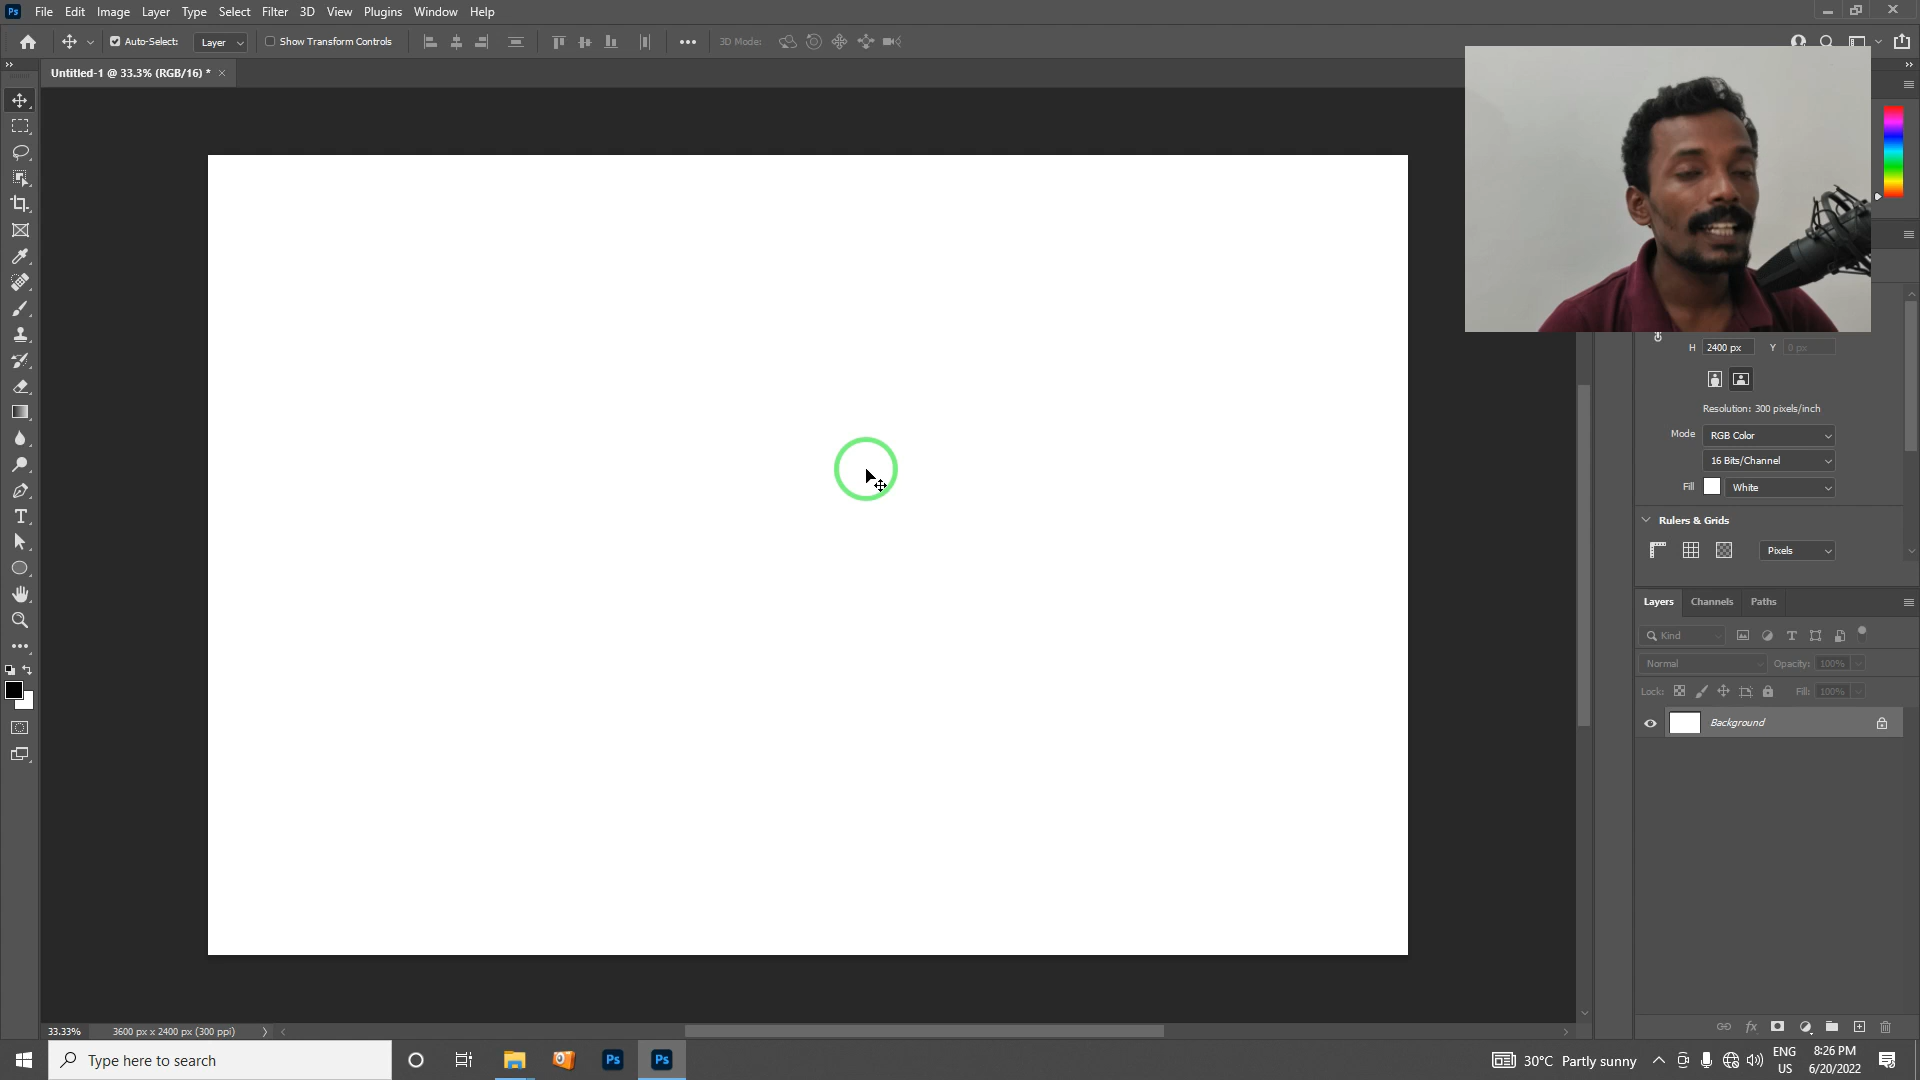 Ps File Edit Image Layer Type Select Filter 3D View Plugins Window Help
Auto-Select: Layer Show Transform Controls 3D Mode:
Untitled-1 @ 33.3% (RGB/16) *
H 2400 px Y 0 px
Resolution: 300 pixels/inch
Mode RGB Color
16 Bits/Channel
Fill White
Rulers & Grids
Pixels
Layers Channels Paths
Kind
Normal Opacity: 100%
Lock: Fill: 100%
Background
33.33% 3600 px x 2400 px (300 ppi)
Type here to search
Ps Ps
30°C Partly sunny
ENG
US
8:26 PM
6/20/2022